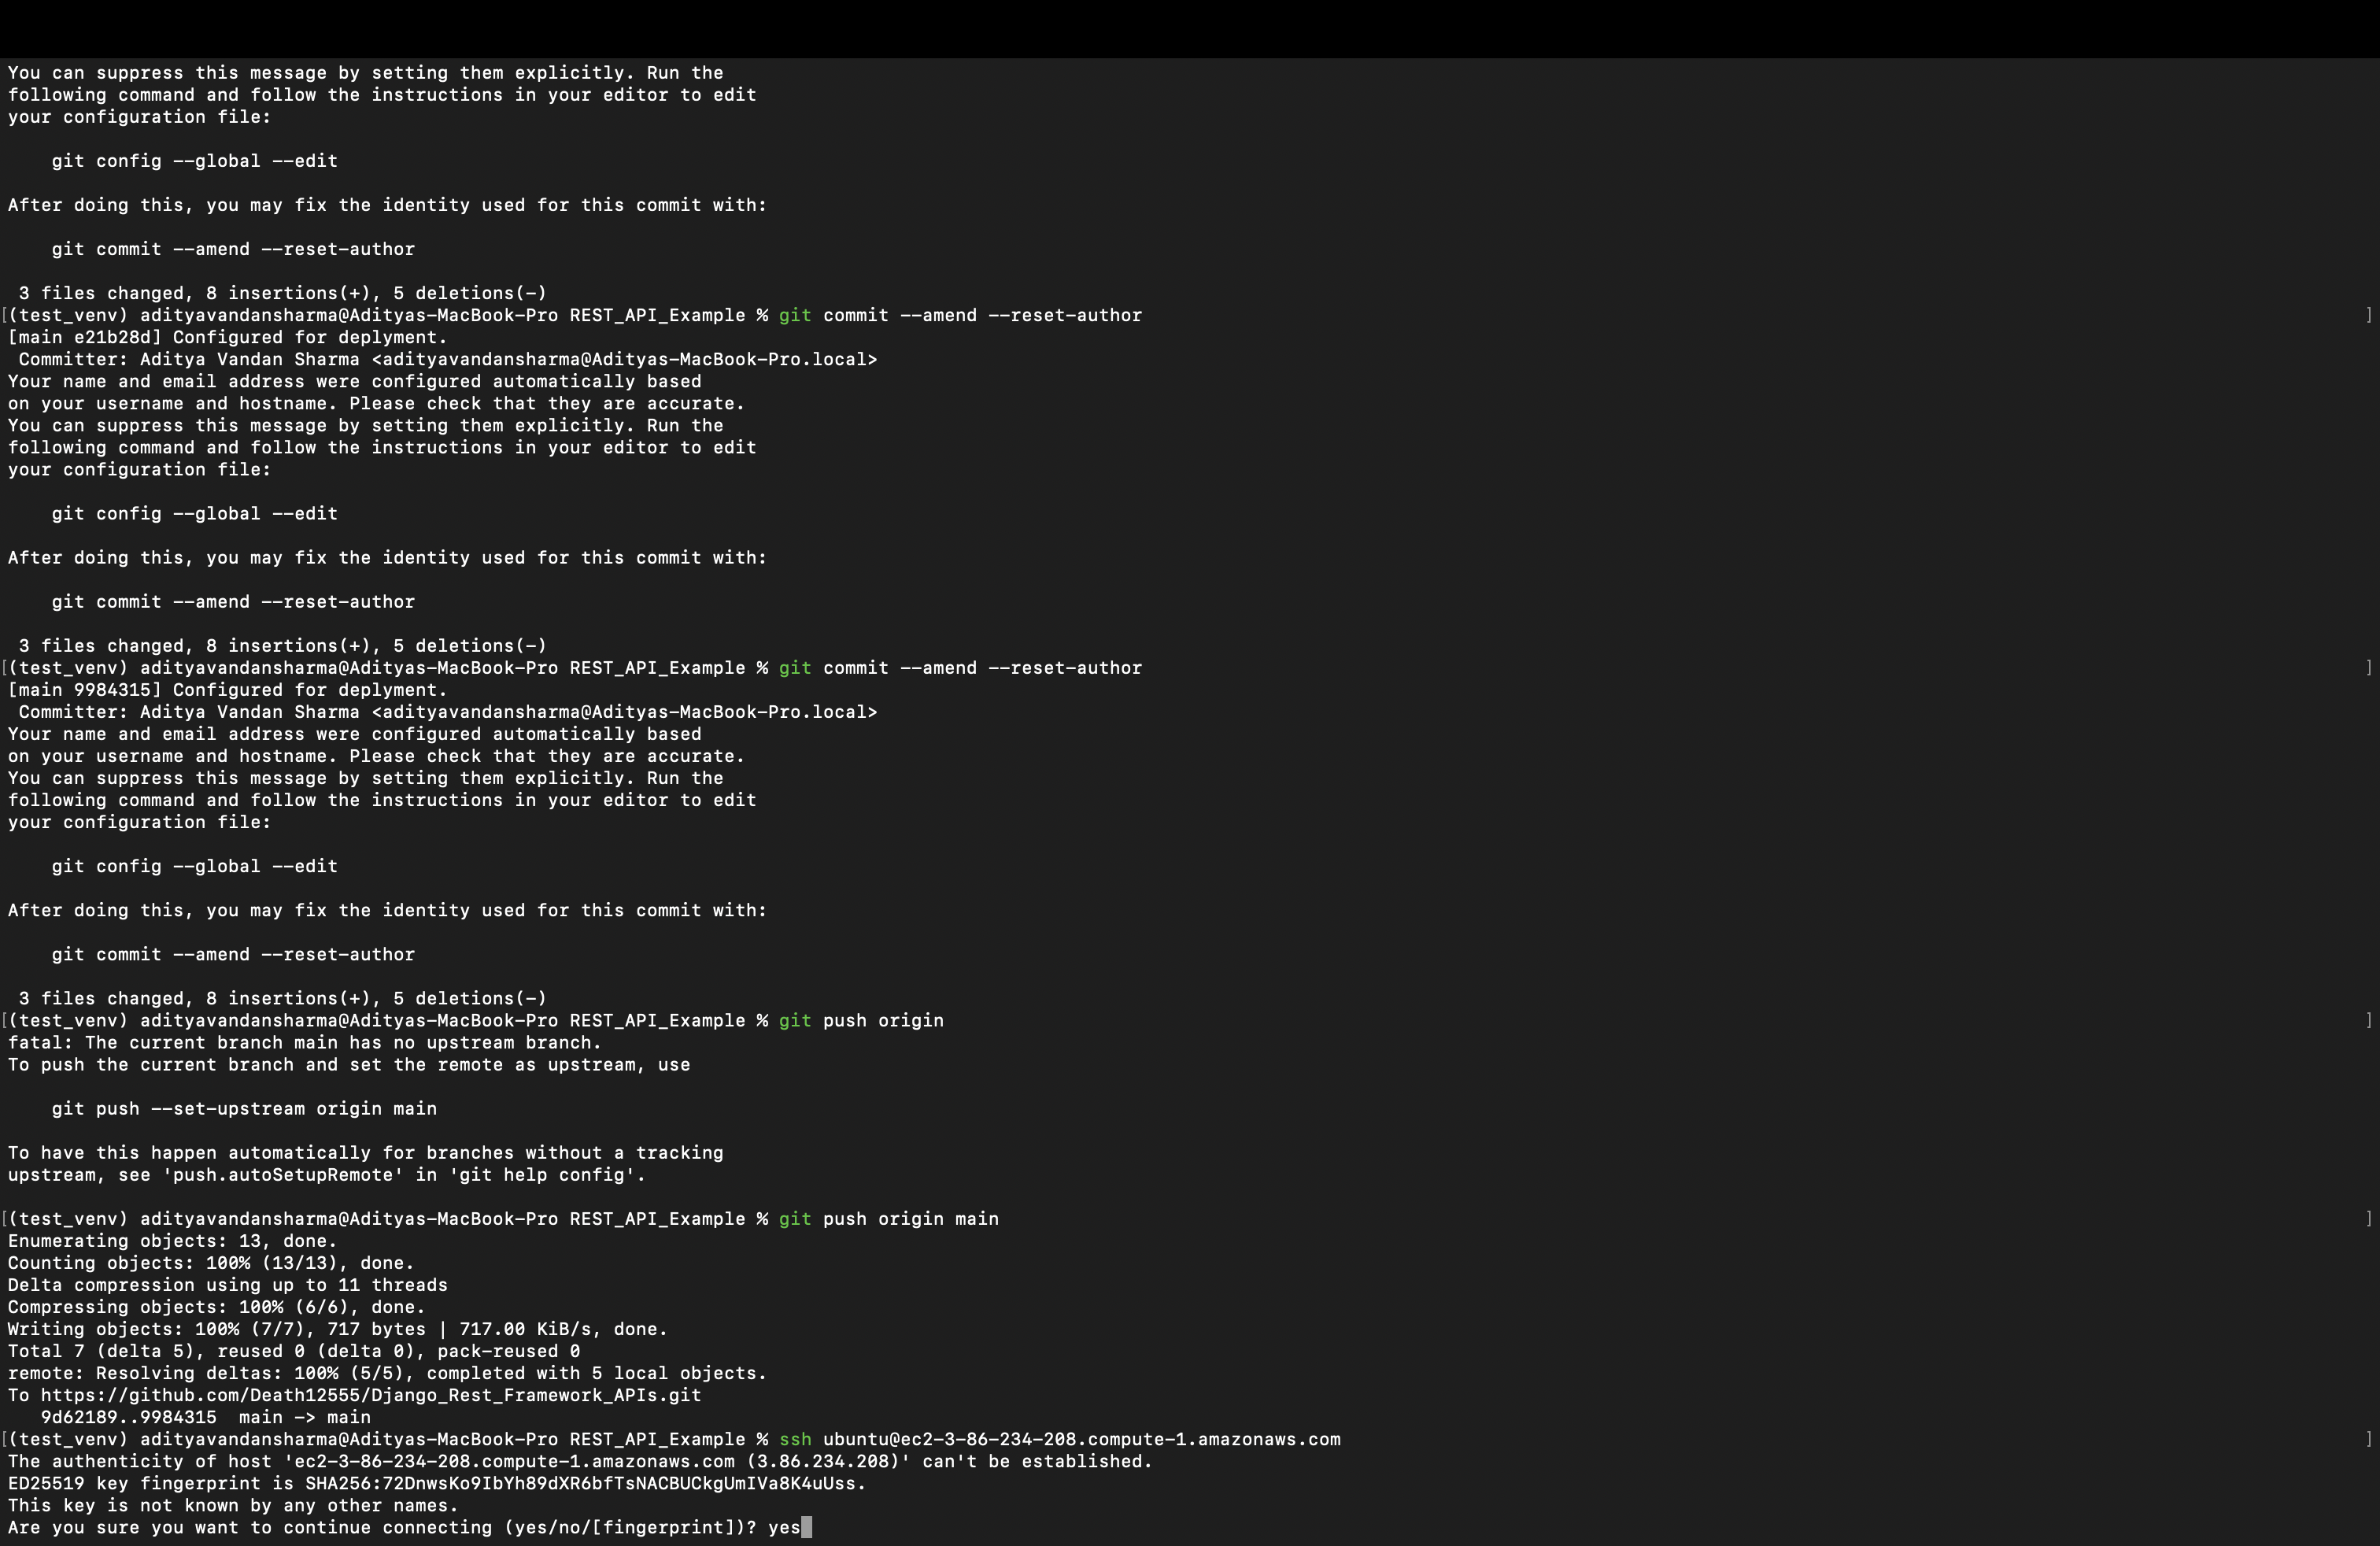 You can suppress this message by setting them explicitly. Run the
following command and follow the instructions in your editor to edit
your configuration file:
git config --global --edit
After doing this, you may fix the identity used for this commit with:
git commit --amend --reset-author
3 files changed, 8 insertions(+), 5 deletions(-)
[(test_venv) adityavandansharma@Adityas-MacBook-Pro REST_API_Example % git commit --amend --reset-author ]
[main e21b28d] Configured for deplyment.
Committer: Aditya Vandan Sharma <adityavandansharma@Adityas-MacBook-Pro.local>
Your name and email address were configured automatically based
on your username and hostname. Please check that they are accurate.
You can suppress this message by setting them explicitly. Run the
following command and follow the instructions in your editor to edit
your configuration file:
git config --global --edit
After doing this, you may fix the identity used for this commit with:
git commit --amend --reset-author
3 files changed, 8 insertions(+), 5 deletions(-)
[(test_venv) adityavandansharma@Adityas-MacBook-Pro REST_API_Example % git commit --amend --reset-author ]
[main 9984315] Configured for deplyment.
Committer: Aditya Vandan Sharma <adityavandansharma@Adityas-MacBook-Pro.local>
Your name and email address were configured automatically based
on your username and hostname. Please check that they are accurate.
You can suppress this message by setting them explicitly. Run the
following command and follow the instructions in your editor to edit
your configuration file:
git config --global --edit
After doing this, you may fix the identity used for this commit with:
git commit --amend --reset-author
3 files changed, 8 insertions(+), 5 deletions(-)
[(test_venv) adityavandansharma@Adityas-MacBook-Pro REST_API_Example % git push origin ]
fatal: The current branch main has no upstream branch.
To push the current branch and set the remote as upstream, use
git push --set-upstream origin main
To have this happen automatically for branches without a tracking
upstream, see 'push.autoSetupRemote' in 'git help config'.
[(test_venv) adityavandansharma@Adityas-MacBook-Pro REST_API_Example % git push origin main ]
Enumerating objects: 13, done.
Counting objects: 100% (13/13), done.
Delta compression using up to 11 threads
Compressing objects: 100% (6/6), done.
Writing objects: 100% (7/7), 717 bytes | 717.00 KiB/s, done.
Total 7 (delta 5), reused 0 (delta 0), pack-reused 0
remote: Resolving deltas: 100% (5/5), completed with 5 local objects.
To https://github.com/Death12555/Django_Rest_Framework_APIs.git
9d62189..9984315  main -> main
[(test_venv) adityavandansharma@Adityas-MacBook-Pro REST_API_Example % ssh ubuntu@ec2-3-86-234-208.compute-1.amazonaws.com ]
The authenticity of host 'ec2-3-86-234-208.compute-1.amazonaws.com (3.86.234.208)' can't be established.
ED25519 key fingerprint is SHA256:72DnwsKo9IbYh89dXR6bfTsNACBUCkgUmIVa8K4uUss.
This key is not known by any other names.
Are you sure you want to continue connecting (yes/no/[fingerprint])? yes